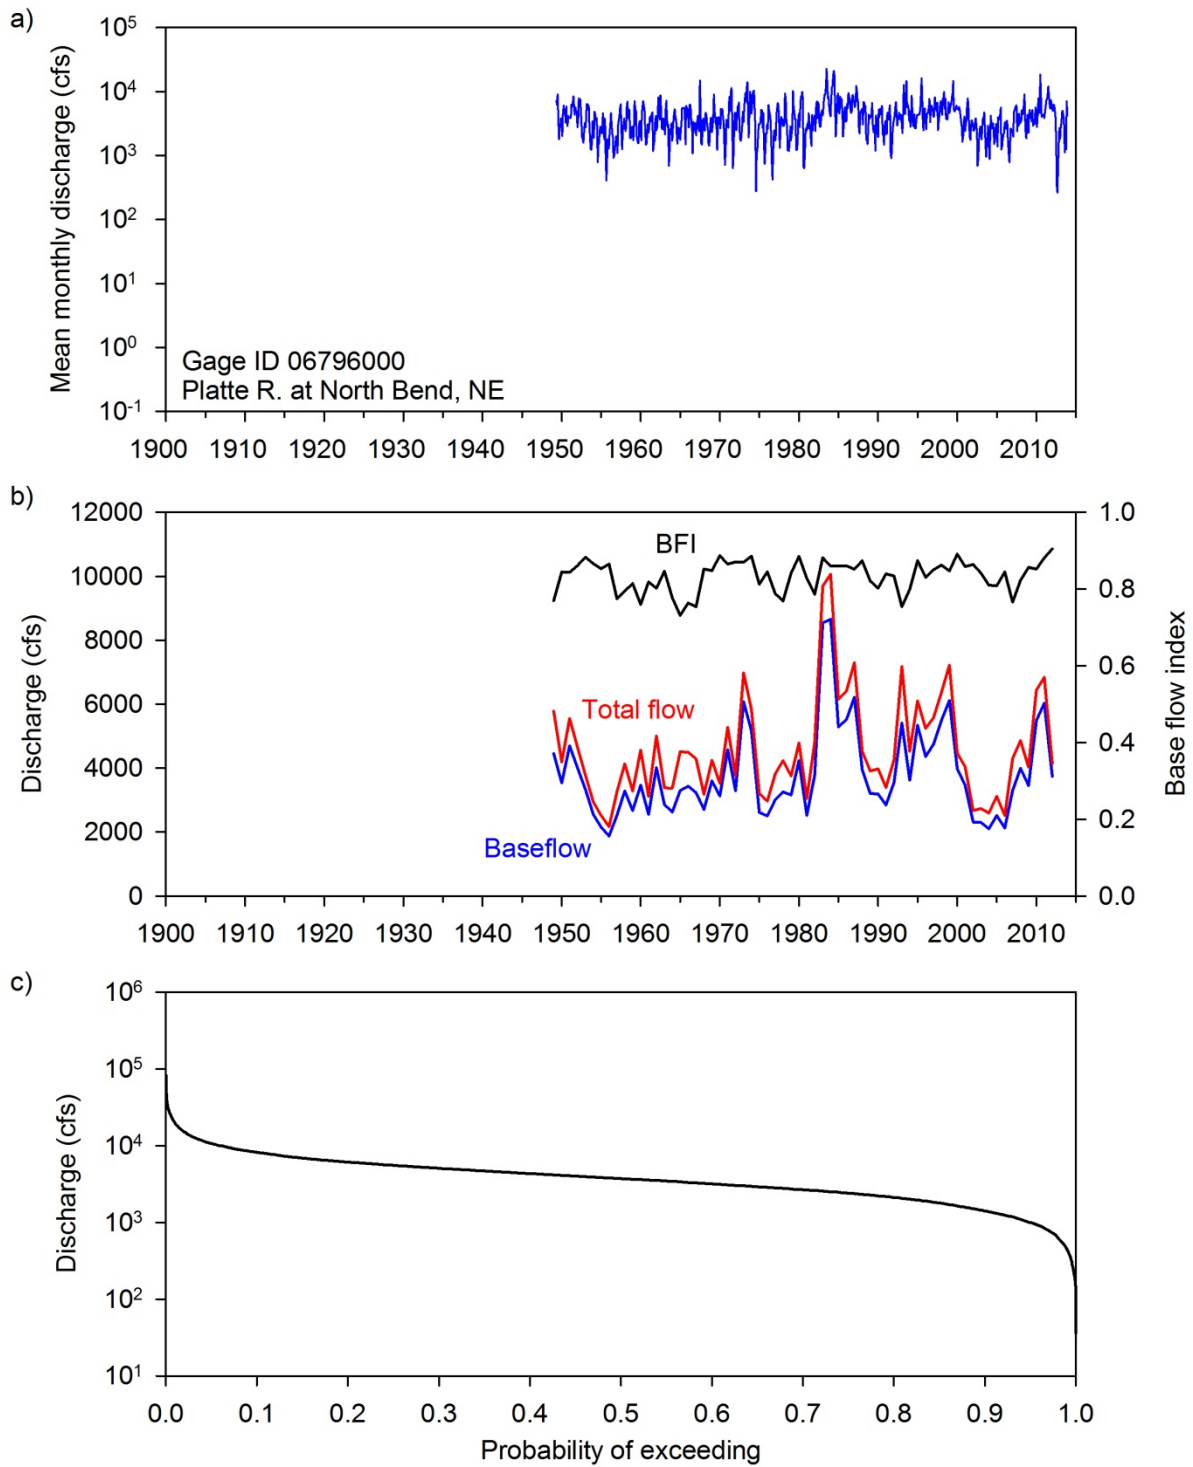 a)
Mean monthly discharge (cfs)
10⁵
10⁴
10³
10²
10¹
10⁰
10⁻¹
Gage ID 06796000
Platte R. at North Bend, NE
1900 1910 1920 1930 1940 1950 1960 1970 1980 1990 2000 2010
b)
Discharge (cfs)
12000
10000
8000
6000
4000
2000
0
BFI
Total flow
Baseflow
1.0
0.8
0.6
0.4
0.2
0.0
Base flow index
1900 1910 1920 1930 1940 1950 1960 1970 1980 1990 2000 2010
c)
Discharge (cfs)
10⁶
10⁵
10⁴
10³
10²
10¹
0.0 0.1 0.2 0.3 0.4 0.5 0.6 0.7 0.8 0.9 1.0
Probability of exceeding